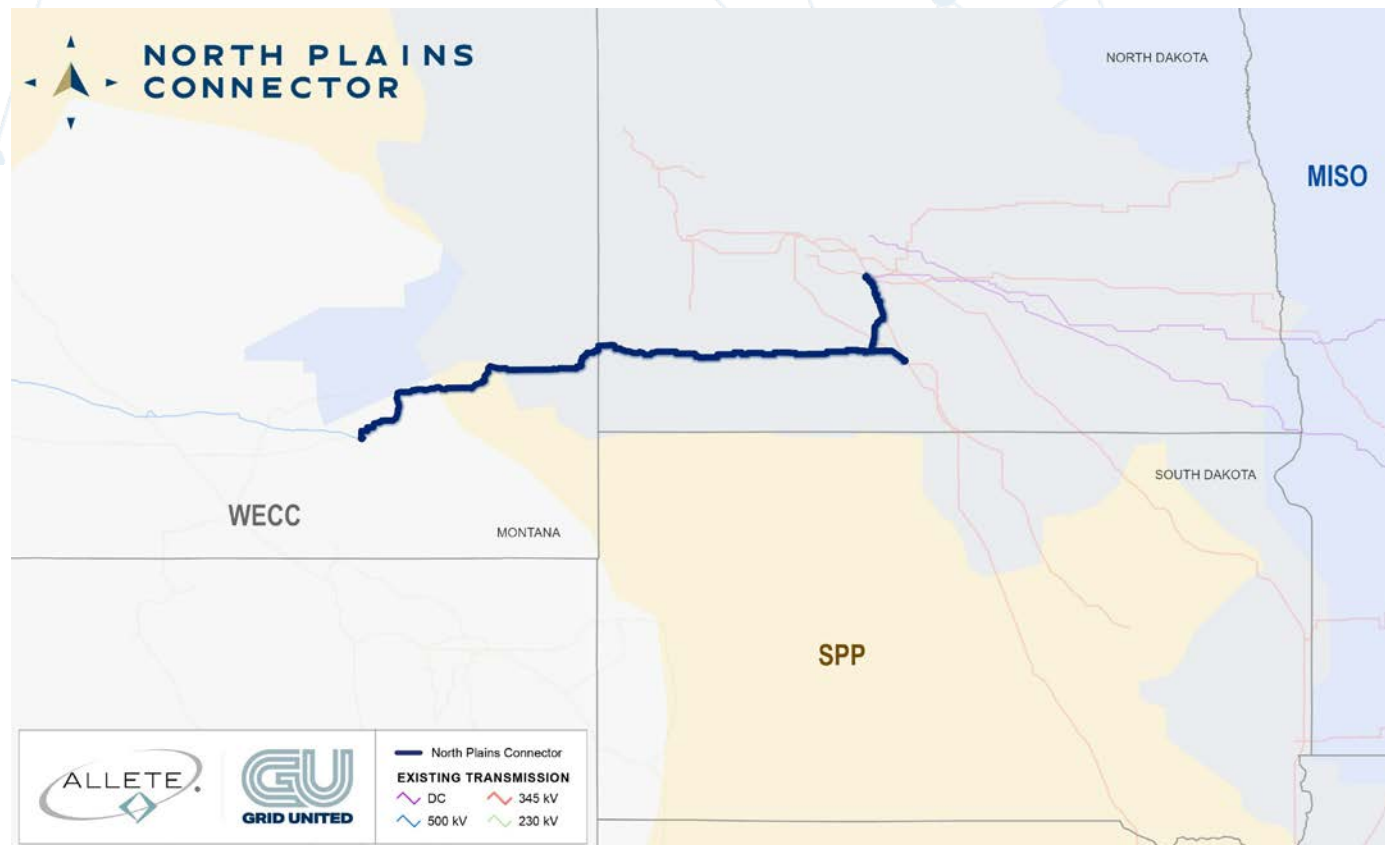 NORTH PLAINS
CONNECTOR
NORTH DAKOTA
MISO
SOUTH DAKOTA
WECC
MONTANA
SPP
ALLETE
GU
GRID UNITED
North Plains Connector
EXISTING TRANSMISSION
DC
345 kV
500 kV
230 kV